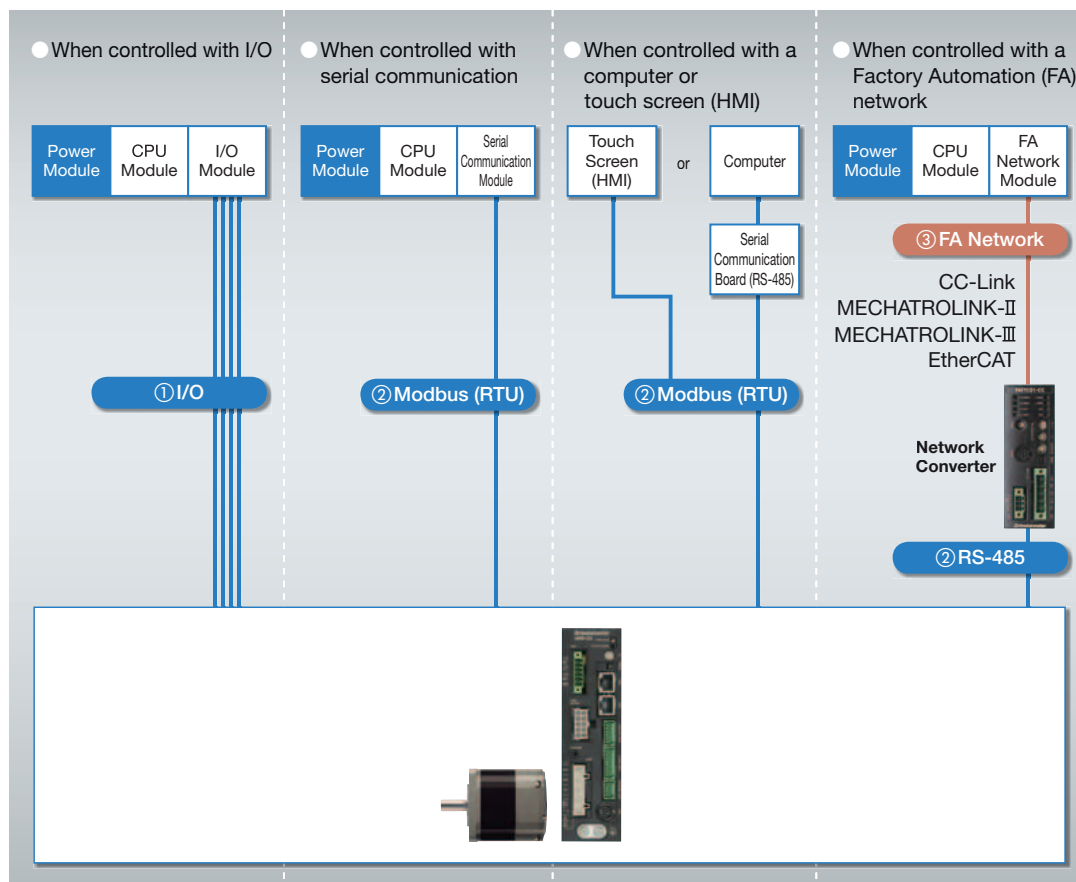 When controlled with I/O
Power
Module
CPU
Module
I/O
Module
①I/O
When controlled with
serial communication
Power
Module
CPU
Module
Serial
Communication
Module
②Modbus (RTU)
When controlled with a
computer or
touch screen (HMI)
Touch
Screen
(HMI)
or
Computer
Serial
Communication
Board (RS-485)
②Modbus (RTU)
When controlled with a
Factory Automation (FA)
network
Power
Module
CPU
Module
FA
Network
Module
③FA Network
CC-Link
MECHATROLINK-Ⅱ
MECHATROLINK-Ⅲ
EtherCAT
Network
Converter
②RS-485